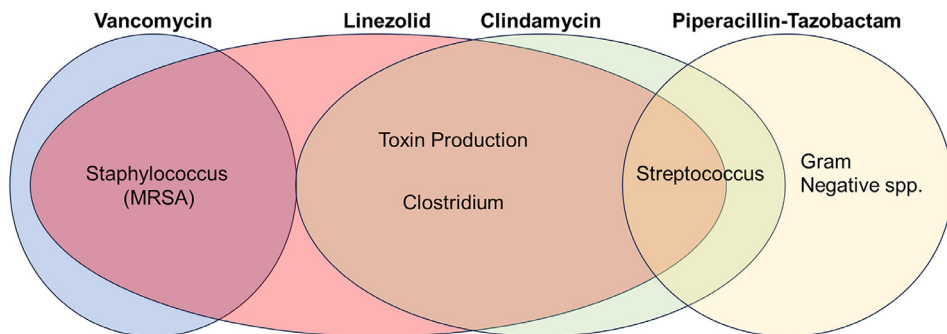 Vancomycin
Linezolid
Clindamycin
Piperacillin-Tazobactam
Staphylococcus
(MRSA)
Toxin Production
Clostridium
Streptococcus
Gram
Negative spp.